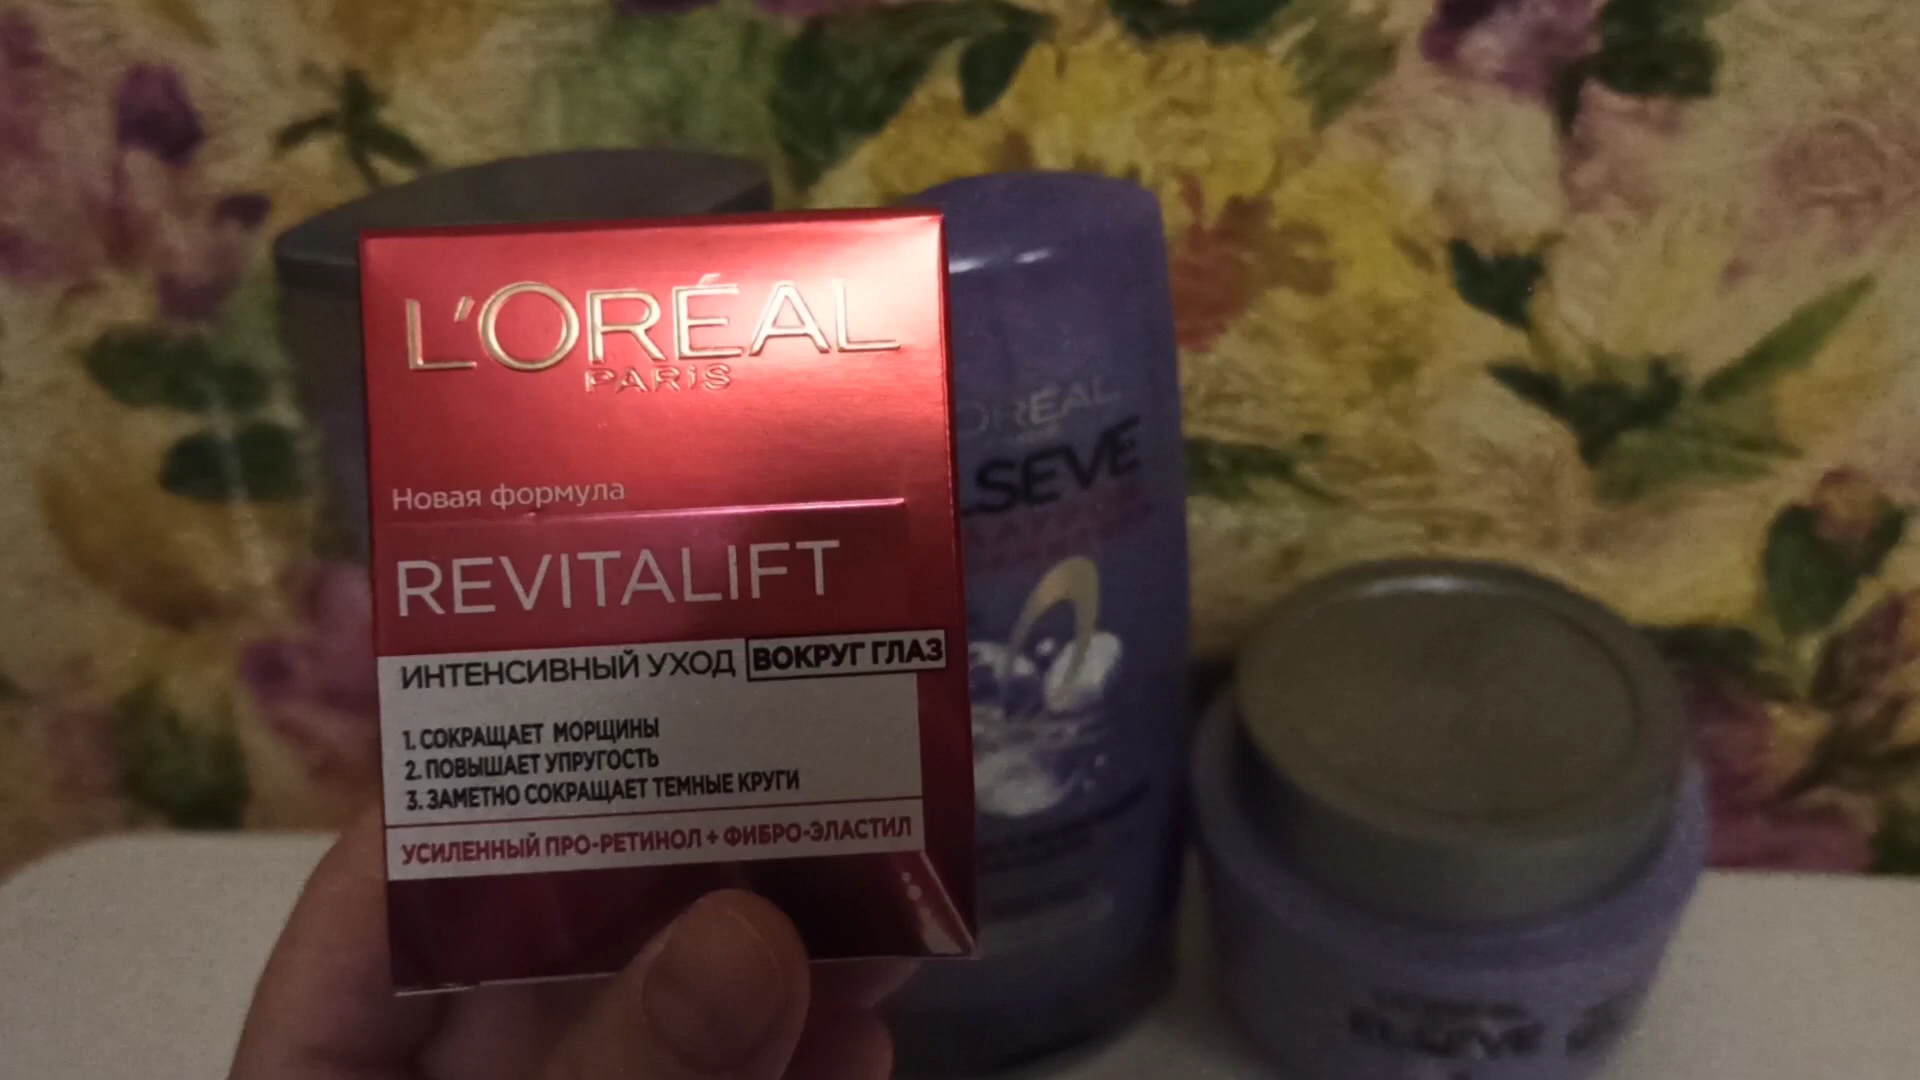 L'ORÉAL
PARIS
Новая формула
REVITALIFT
ИНТЕНСИВНЫЙ УХОД ВОКРУГ ГЛАЗ
1. СОКРАЩАЕТ МОРЩИНЫ
2. ПОВЫШАЕТ УПРУГОСТЬ
3. ЗАМЕТНО СОКРАЩАЕТ ТЕМНЫЕ КРУГИ
УСИЛЕННЫЙ ПРО-РЕТИНОЛ + ФИБРО-ЭЛАСТИЛ
ORÉAL
LSEVE
ELSEVE